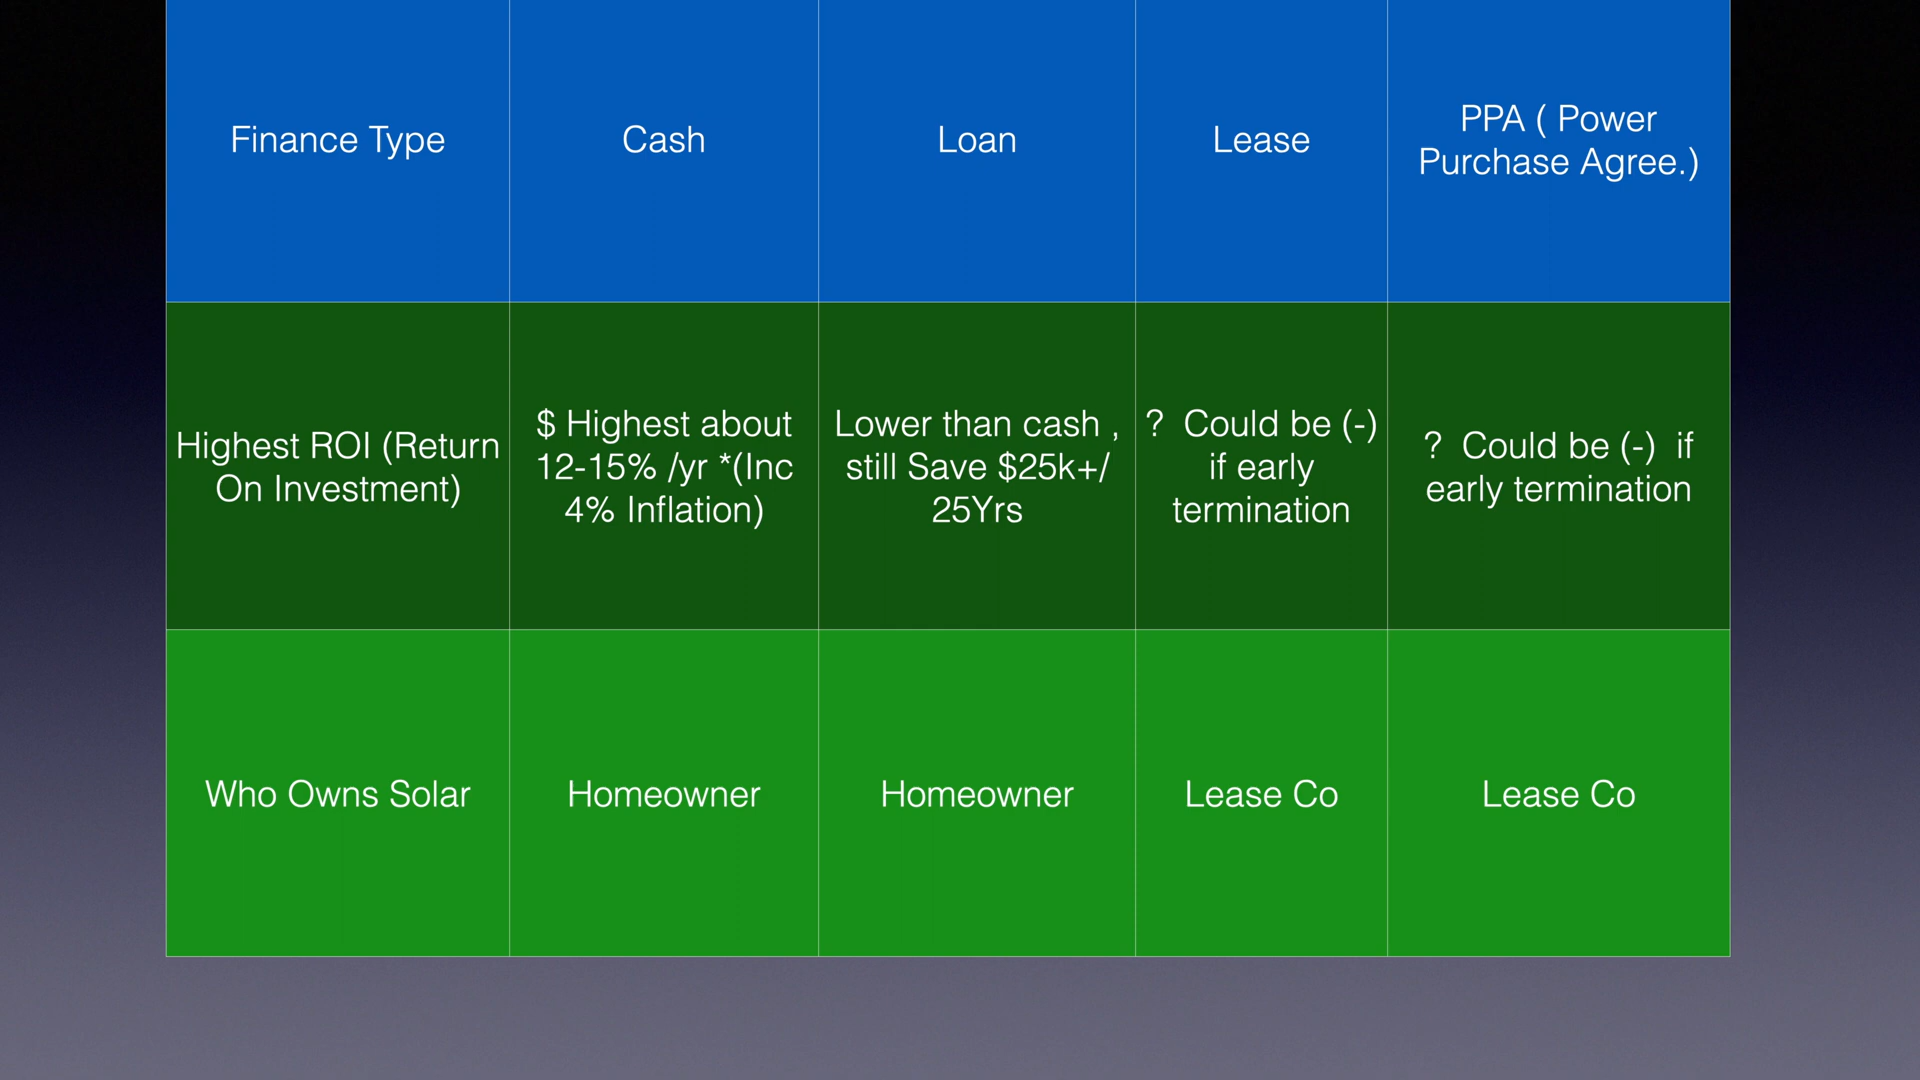 Finance Type
Cash
Loan
Lease
PPA ( Power
Purchase Agree.)
Highest ROI (Return
On Investment)
$ Highest about
12-15% /yr *(Inc
4% Inflation)
Lower than cash ,
still Save $25k+/
25Yrs
? Could be (-)
if early
termination
? Could be (-) if
early termination
Who Owns Solar
Homeowner
Homeowner
Lease Co
Lease Co